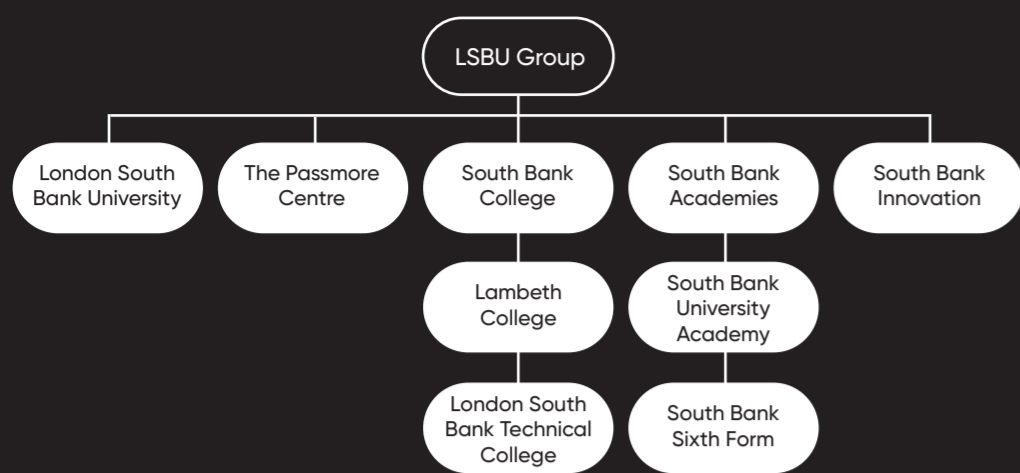 LSBU Group
London South
Bank University
The Passmore
Centre
South Bank
College
South Bank
Academies
South Bank
Innovation
Lambeth
College
South Bank
University
Academy
London South
Bank Technical
College
South Bank
Sixth Form